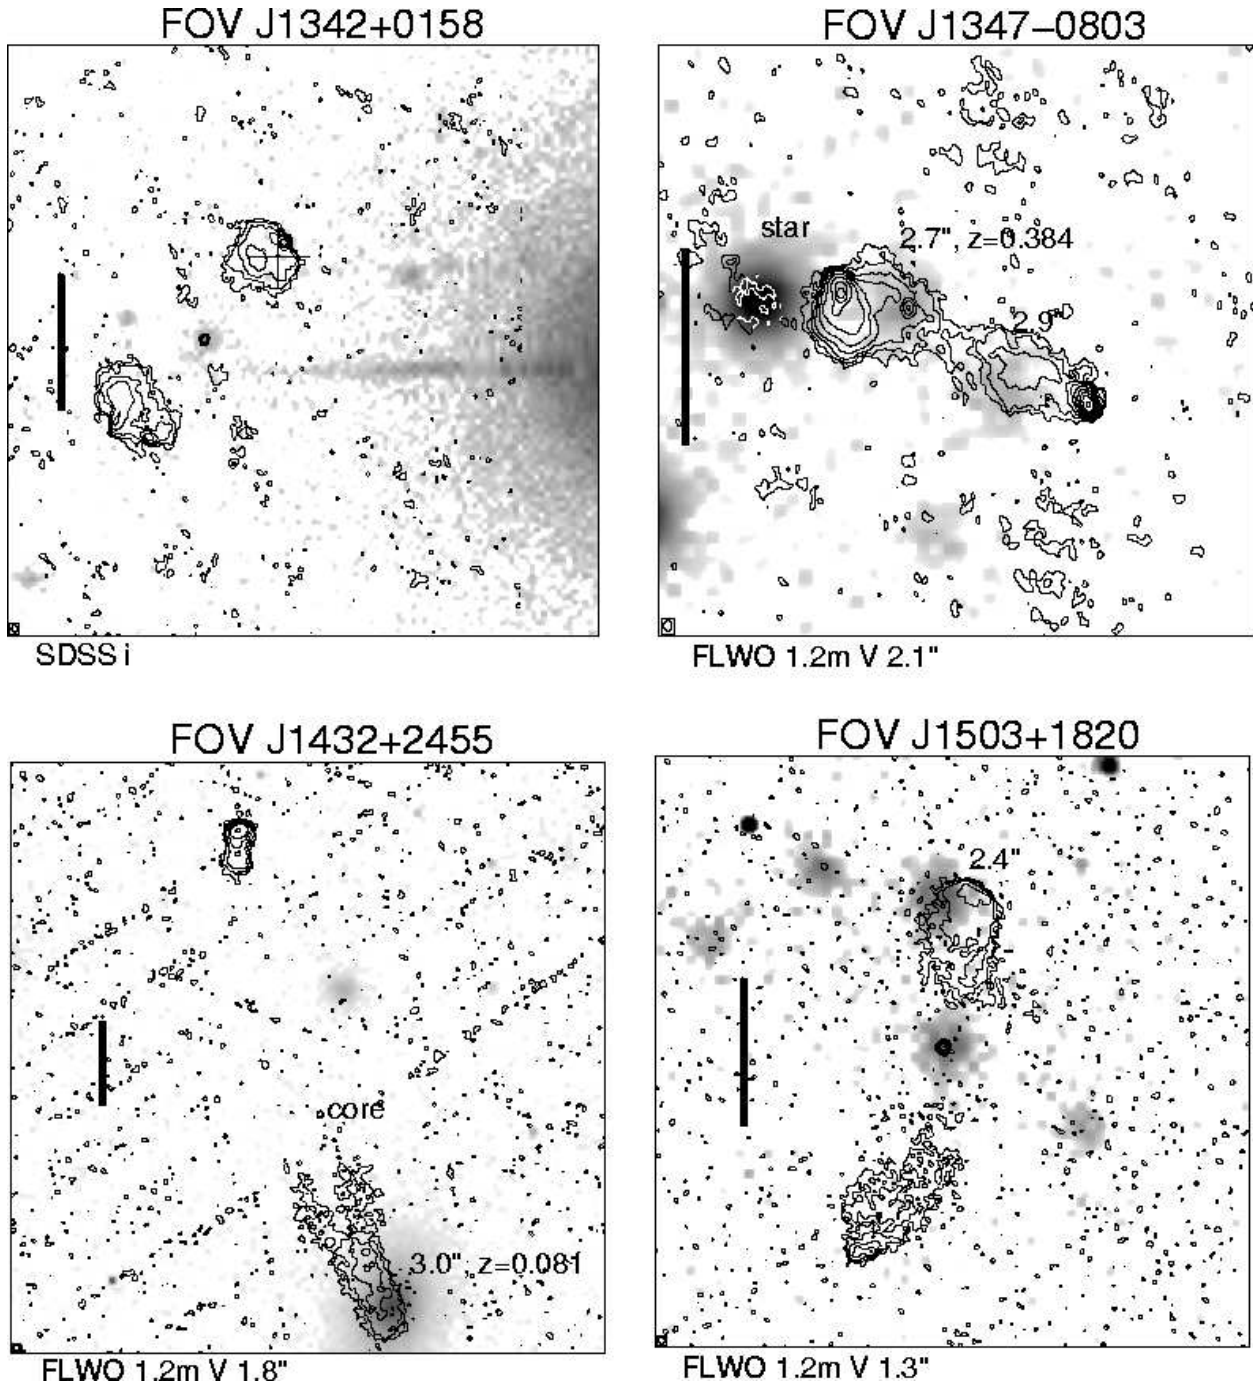 FOV J1342+0158
FOV J1347−0803
star
2.7", z=0.384
2.9"
SDSS i
FLWO 1.2m V 2.1"
FOV J1432+2455
FOV J1503+1820
2.4"
core
3.0", z=0.081
FLWO 1.2m V 1.8"
FLWO 1.2m V 1.3"